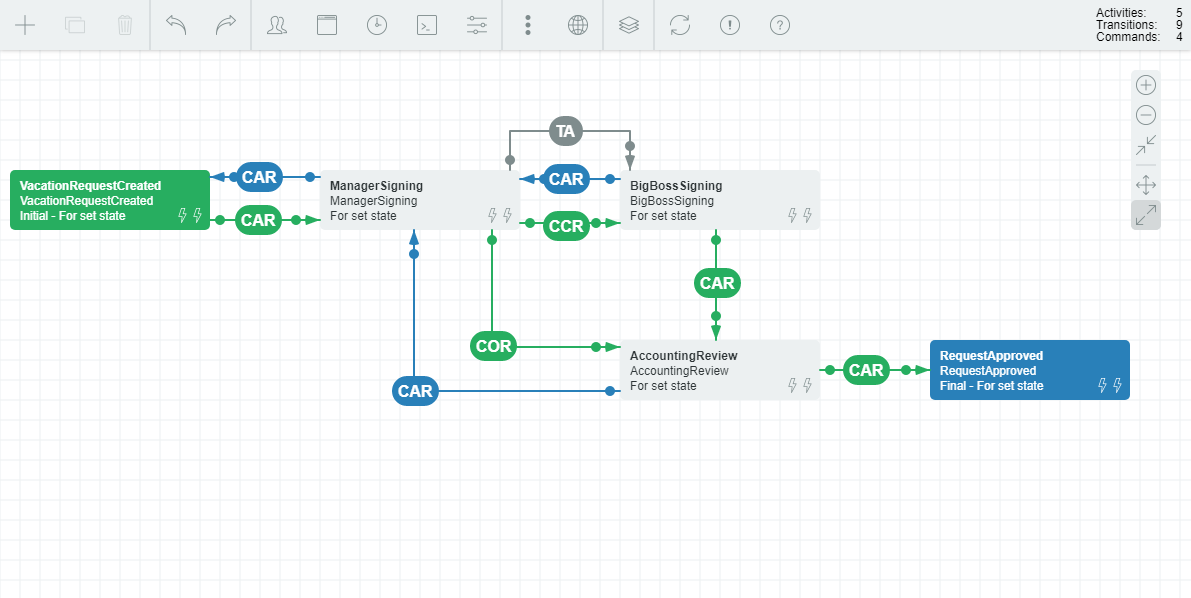 Activities: 5
Transitions: 9
Commands: 4
TA
CAR
CAR
VacationRequestCreated
VacationRequestCreated
Initial - For set state
ManagerSigning
ManagerSigning
For set state
BigBossSigning
BigBossSigning
For set state
CAR
CCR
CAR
COR
AccountingReview
AccountingReview
For set state
RequestApproved
RequestApproved
Final - For set state
CAR
CAR